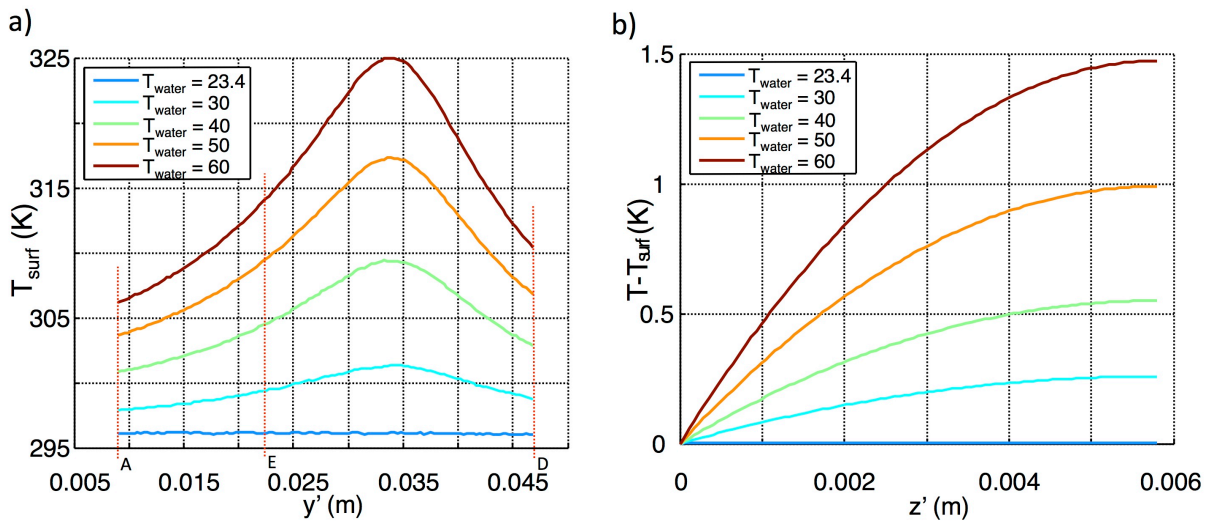 a)
T_surf (K)
325
315
305
295
T_water = 23.4
T_water = 30
T_water = 40
T_water = 50
T_water = 60
A
E
D
0.005
0.015
0.025
0.035
0.045
y' (m)
b)
T-T_surf (K)
1.5
1
0.5
0
T_water = 23.4
T_water = 30
T_water = 40
T_water = 50
T_water = 60
0
0.002
0.004
0.006
z' (m)